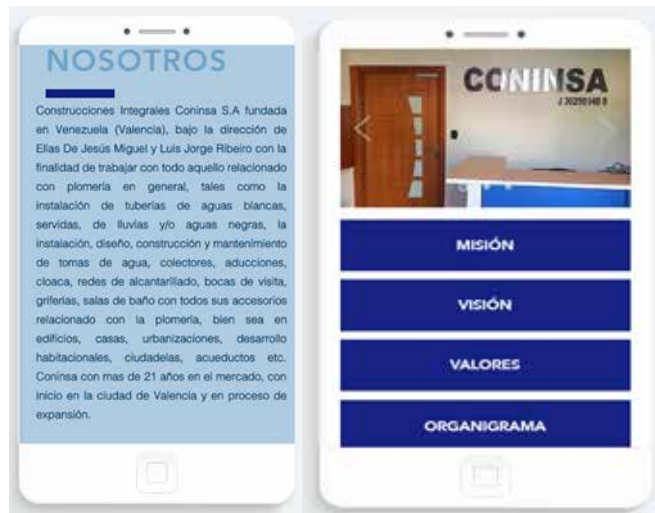 NOSOTROS
Construcciones Integrales Coninsa S.A fundada
en Venezuela (Valencia), bajo la dirección de
Elias De Jesús Miguel y Luis Jorge Ribeiro con la
finalidad de trabajar con todo aquello relacionado
con plomería en general, tales como la
instalación de tuberías de aguas blancas,
servidas, de lluvias y/o aguas negras, la
instalación, diseño, construcción y mantenimiento
de tomas de agua, colectores, aducciones,
cloaca, redes de alcantarillado, bocas de visita,
griferías, salas de baño con todos sus accesorios
relacionado con la plomería, bien sea en
edificios, casas, urbanizaciones, desarrollo
habitacionales, ciudadelas, acueductos etc.
Coninsa con mas de 21 años en el mercado, con
inicio en la ciudad de Valencia y en proceso de
expansión.
CONINSA
MISIÓN
VISIÓN
VALORES
ORGANIGRAMA